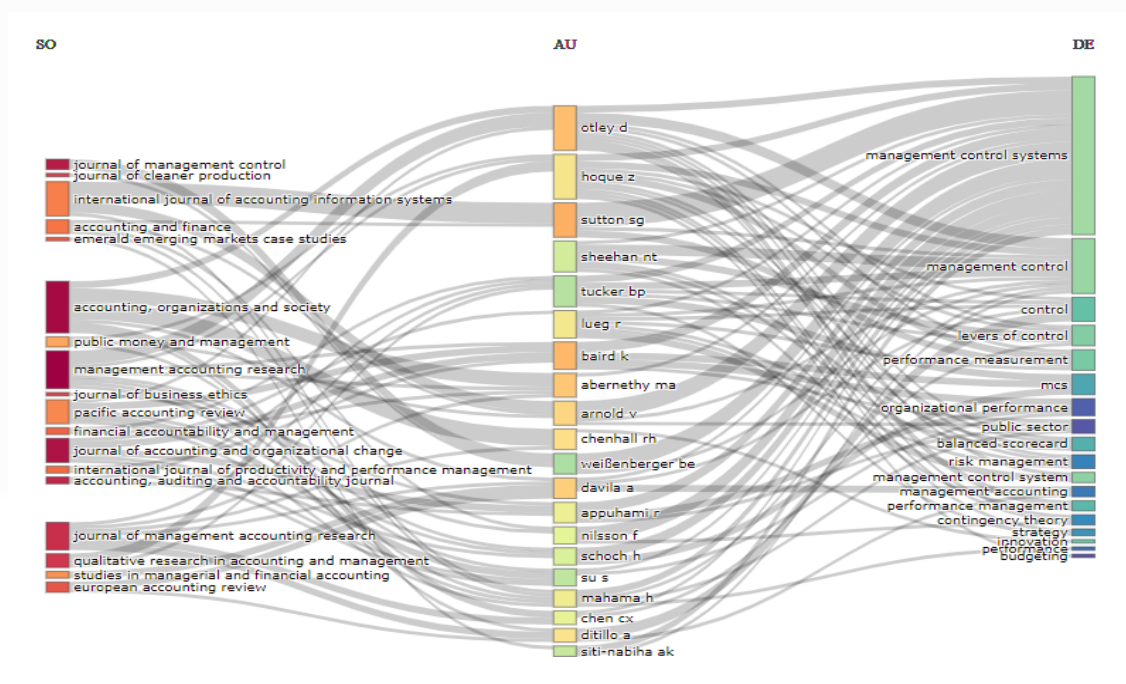 SO
AU
DE
journal of management control
journal of cleaner production
international journal of accounting information systems
accounting and finance
emerald emerging markets case studies
accounting, organizations and society
public money and management
management accounting research
journal of business ethics
pacific accounting review
financial accountability and management
journal of accounting and organizational change
international journal of productivity and performance management
accounting, auditing and accountability journal
journal of management accounting research
qualitative research in accounting and management
studies in managerial and financial accounting
european accounting review
otley d
hoque z
sutton sg
sheehan nt
tucker bp
lueg r
baird k
abernethy ma
arnold v
chenhall rh
weißenberger be
davila a
appuhami r
nilsson f
schoch h
su s
mahama h
chen cx
ditillo a
siti-nabiha ak
management control systems
management control
control
levers of control
performance measurement
mcs
organizational performance
public sector
balanced scorecard
risk management
management control system
management accounting
performance management
contingency theory
strategy
innovation
performance
budgeting